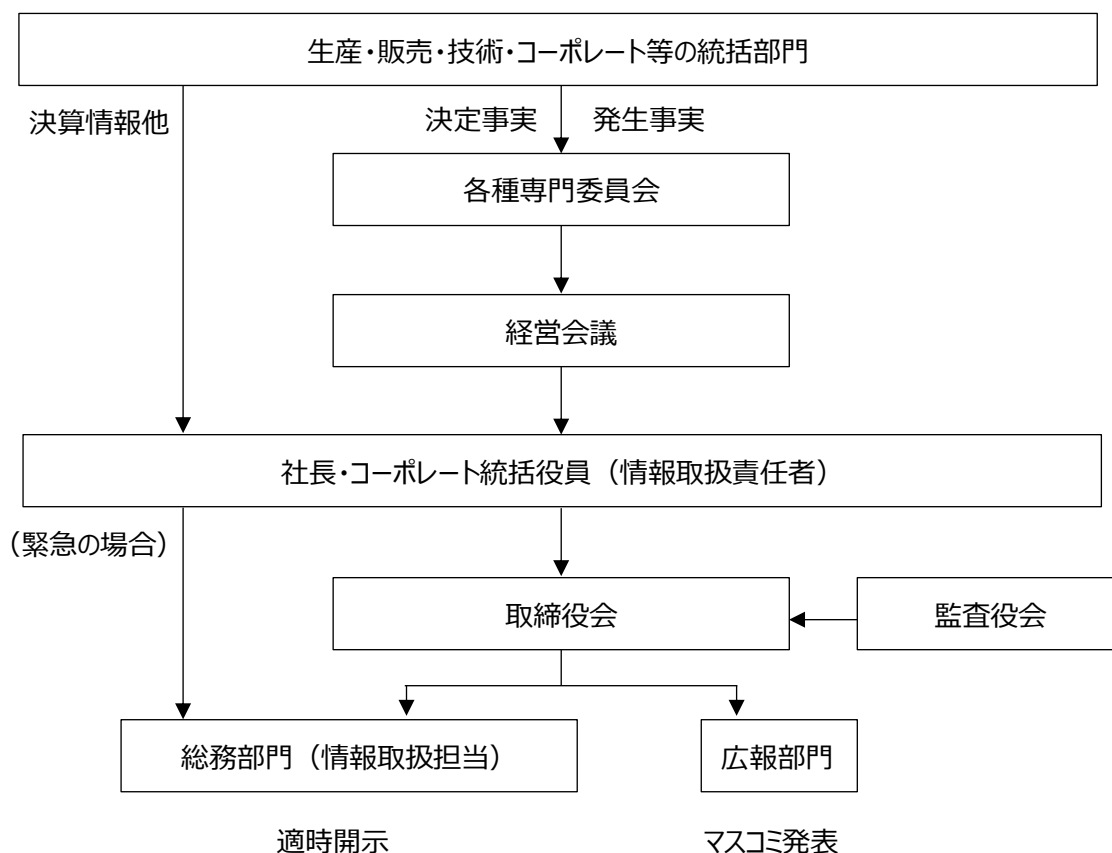 生産・販売・技術・コーポレート等の統括部門
決算情報他
決定事実 発生事実
各種専門委員会
経営会議
社長・コーポレート統括役員（情報取扱責任者）
（緊急の場合）
取締役会
監査役会
総務部門（情報取扱担当）
広報部門
適時開示
マスコミ発表